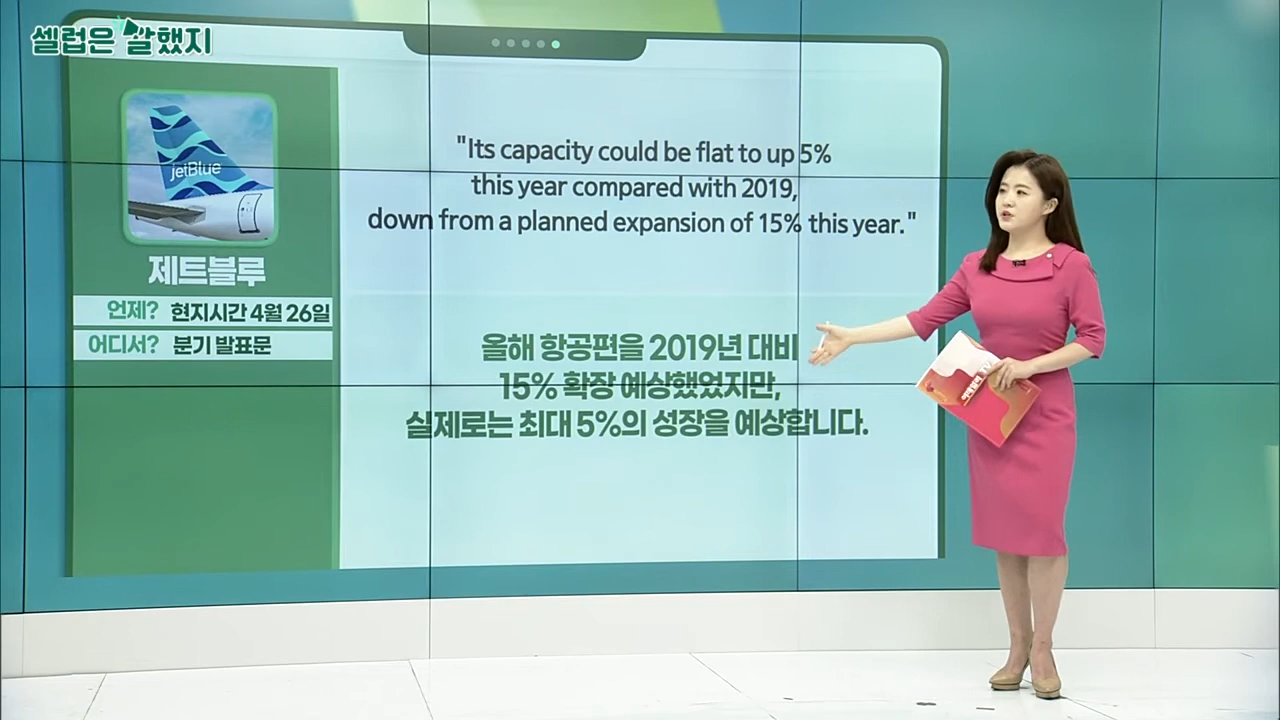 셀럽은 쏼했지
jetBlue
제트블루
언제? 현지시간 4월 26일
어디서? 분기 발표문
"Its capacity could be flat to up 5%
this year compared with 2019,
down from a planned expansion of 15% this year."
올해 항공편을 2019년 대비
15% 확장 예상했었지만,
실제로는 최대 5%의 성장을 예상합니다.